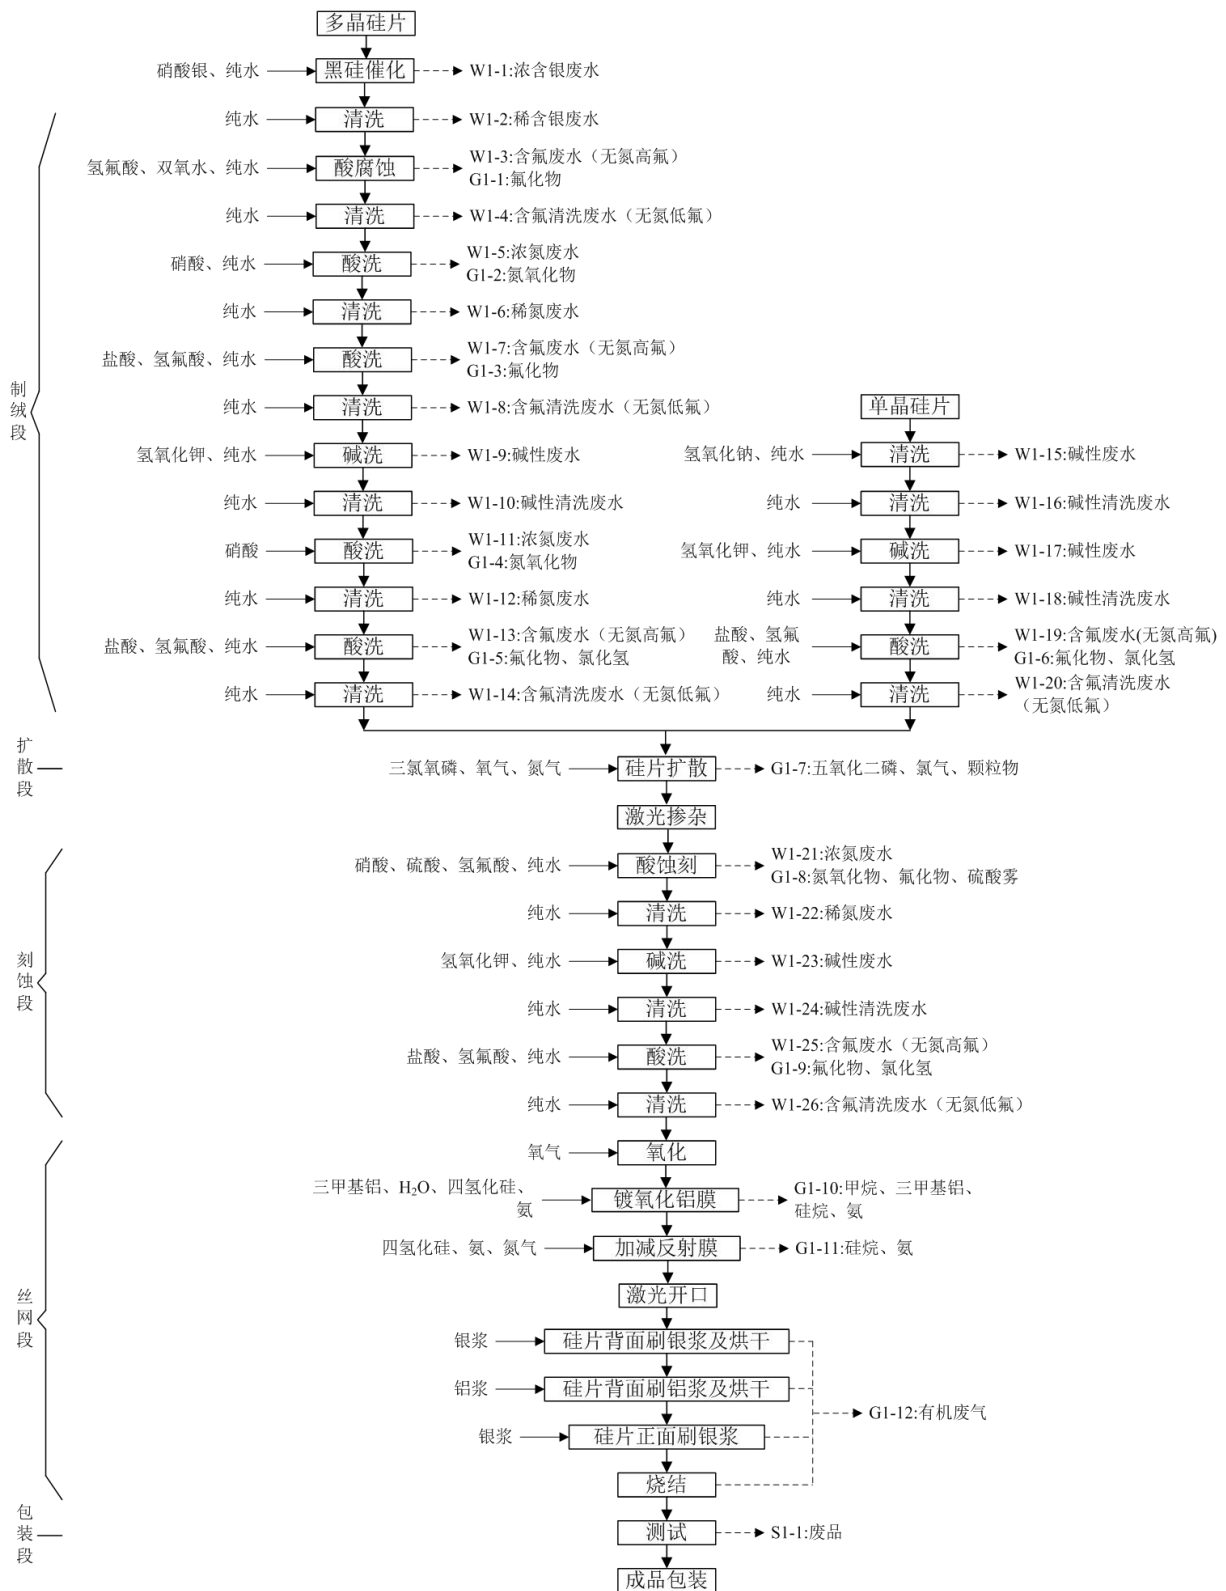 多晶硅片
硝酸银、纯水
黑硅催化
W1-1:浓含银废水
纯水
清洗
W1-2:稀含银废水
氢氟酸、双氧水、纯水
酸腐蚀
W1-3:含氟废水（无氮高氟）
G1-1:氟化物
纯水
清洗
W1-4:含氟清洗废水（无氮低氟）
硝酸、纯水
酸洗
W1-5:浓氮废水
G1-2:氮氧化物
纯水
清洗
W1-6:稀氮废水
盐酸、氢氟酸、纯水
酸洗
W1-7:含氟废水（无氮高氟）
G1-3:氟化物
制绒段
纯水
清洗
W1-8:含氟清洗废水（无氮低氟）
单晶硅片
氢氧化钾、纯水
碱洗
W1-9:碱性废水
氢氧化钠、纯水
清洗
W1-15:碱性废水
纯水
清洗
W1-10:碱性清洗废水
纯水
清洗
W1-16:碱性清洗废水
硝酸
酸洗
W1-11:浓氮废水
G1-4:氮氧化物
氢氧化钾、纯水
碱洗
W1-17:碱性废水
纯水
清洗
W1-12:稀氮废水
纯水
清洗
W1-18:碱性清洗废水
盐酸、氢氟酸、纯水
酸洗
W1-13:含氟废水（无氮高氟）
G1-5:氟化物、氯化氢
盐酸、氢氟
酸、纯水
酸洗
W1-19:含氟废水(无氮高氟)
G1-6:氟化物、氯化氢
纯水
清洗
W1-14:含氟清洗废水（无氮低氟）
纯水
清洗
W1-20:含氟清洗废水
（无氮低氟）
扩散段
三氯氧磷、氧气、氮气
硅片扩散
G1-7:五氧化二磷、氯气、颗粒物
激光掺杂
硝酸、硫酸、氢氟酸、纯水
酸蚀刻
W1-21:浓氮废水
G1-8:氮氧化物、氟化物、硫酸雾
纯水
清洗
W1-22:稀氮废水
刻蚀段
氢氧化钾、纯水
碱洗
W1-23:碱性废水
纯水
清洗
W1-24:碱性清洗废水
盐酸、氢氟酸、纯水
酸洗
W1-25:含氟废水（无氮高氟）
G1-9:氟化物、氯化氢
纯水
清洗
W1-26:含氟清洗废水（无氮低氟）
氧气
氧化
三甲基铝、H₂O、四氢化硅、
氨
镀氧化铝膜
G1-10:甲烷、三甲基铝、
硅烷、氨
四氢化硅、氨、氮气
加减反射膜
G1-11:硅烷、氨
丝网段
激光开口
银浆
硅片背面刷银浆及烘干
铝浆
硅片背面刷铝浆及烘干
G1-12:有机废气
银浆
硅片正面刷银浆
烧结
包装段
测试
S1-1:废品
成品包装